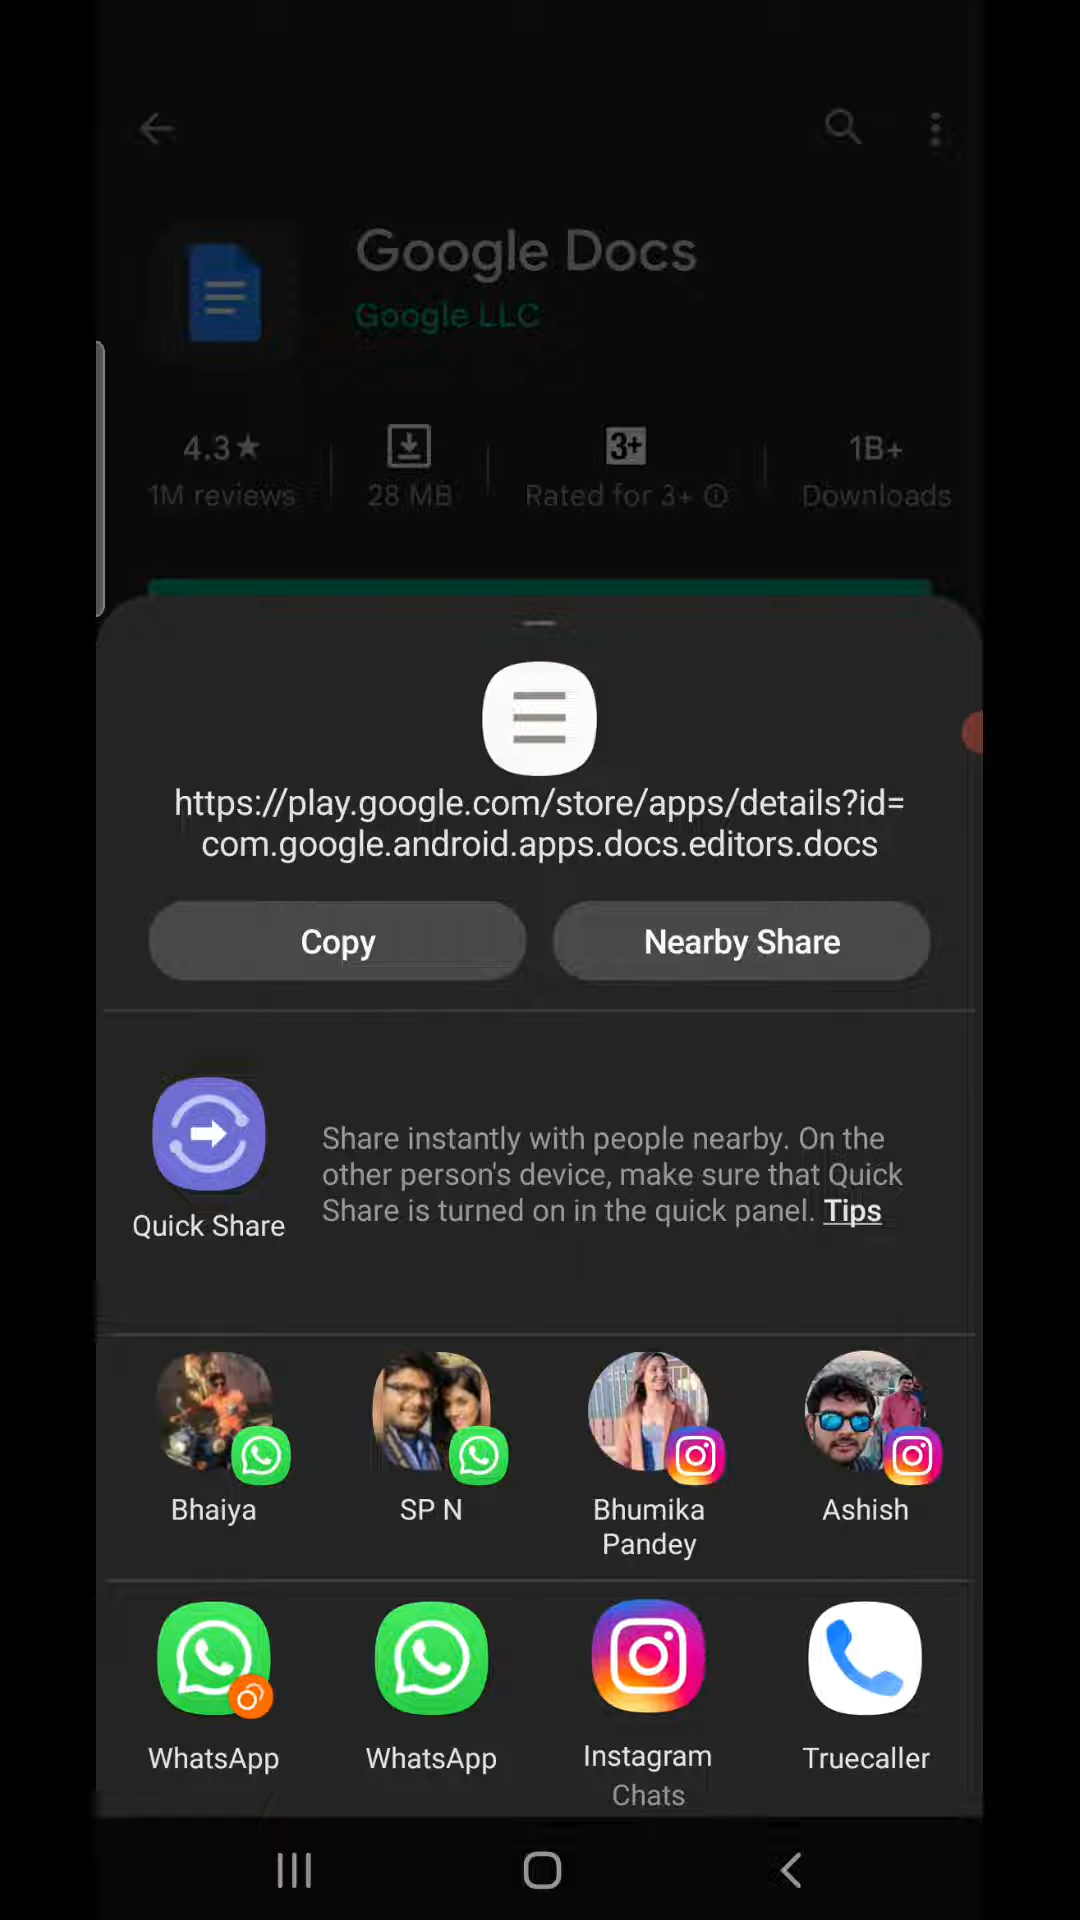 Google Docs
Google LLC
4.3★
3+
1B+
1M reviews
28 MB
Rated for 3+
Downloads
https://play.google.com/store/apps/details?id=
com.google.android.apps.docs.editors.docs
Copy
Nearby Share
Quick Share
Share instantly with people nearby. On the
other person's device, make sure that Quick
Share is turned on in the quick panel. Tips
Bhaiya
SP N
Bhumika
Pandey
Ashish
WhatsApp
WhatsApp
Instagram
Chats
Truecaller